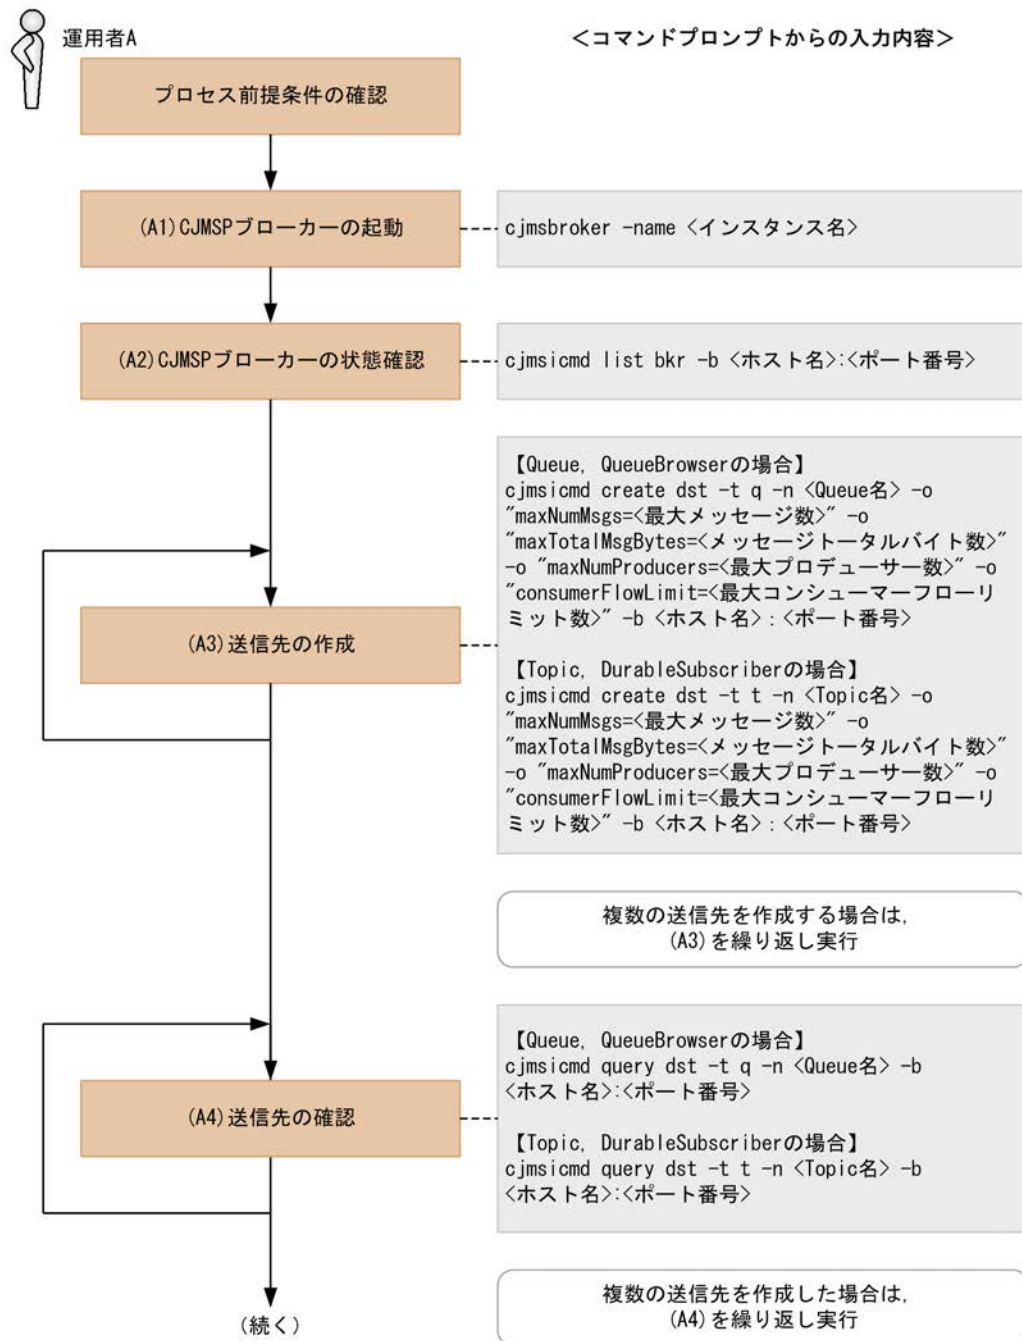 運用者A
<コマンドプロンプトからの入力内容>
プロセス前提条件の確認
(A1)CJMSPブローカーの起動
cjmsbroker -name <インスタンス名>
(A2)CJMSPブローカーの状態確認
cjmsicmd list bkr -b <ホスト名>:<ポート番号>
【Queue, QueueBrowserの場合】
cjmsicmd create dst -t q -n <Queue名> -o
"maxNumMsgs=<最大メッセージ数>" -o
"maxTotalMsgBytes=<メッセージトータルバイト数>"
-o "maxNumProducers=<最大プロデューサー数>" -o
"consumerFlowLimit=<最大コンシューマーフローリ
ミット数>" -b <ホスト名>:<ポート番号>
(A3)送信先の作成
【Topic, DurableSubscriberの場合】
cjmsicmd create dst -t t -n <Topic名> -o
"maxNumMsgs=<最大メッセージ数>" -o
"maxTotalMsgBytes=<メッセージトータルバイト数>"
-o "maxNumProducers=<最大プロデューサー数>" -o
"consumerFlowLimit=<最大コンシューマーフローリ
ミット数>" -b <ホスト名>:<ポート番号>
複数の送信先を作成する場合は,
(A3)を繰り返し実行
【Queue, QueueBrowserの場合】
cjmsicmd query dst -t q -n <Queue名> -b
<ホスト名>:<ポート番号>
(A4)送信先の確認
【Topic, DurableSubscriberの場合】
cjmsicmd query dst -t t -n <Topic名> -b
<ホスト名>:<ポート番号>
複数の送信先を作成した場合は,
(A4)を繰り返し実行
(続く)